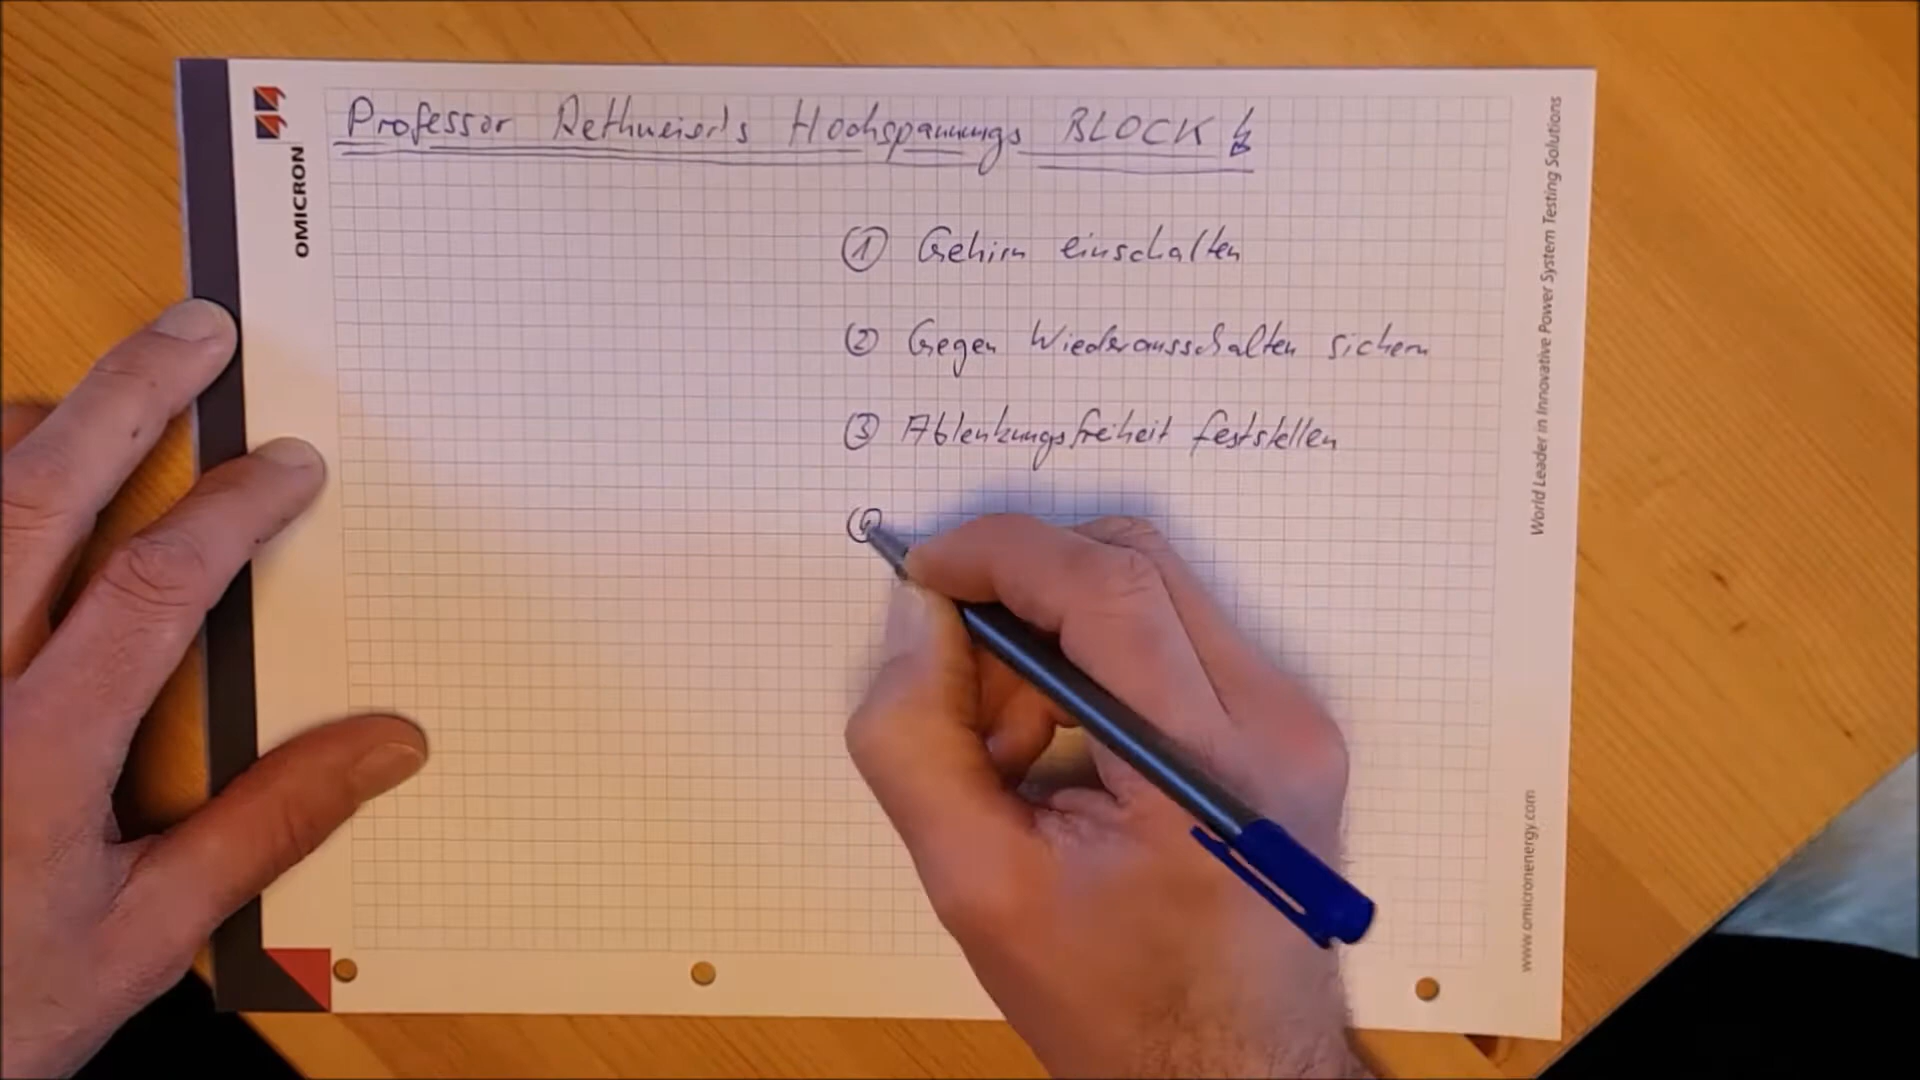 Professor Rethmeier's Hochspannungs BLOCK
① Gehirn einschalten
② Gegen Wiederausschalten sichern
③ Ablenkungsfreiheit feststellen
④
OMICRON
World Leader in Innovative Power System Testing Solutions
www.omicronenergy.com